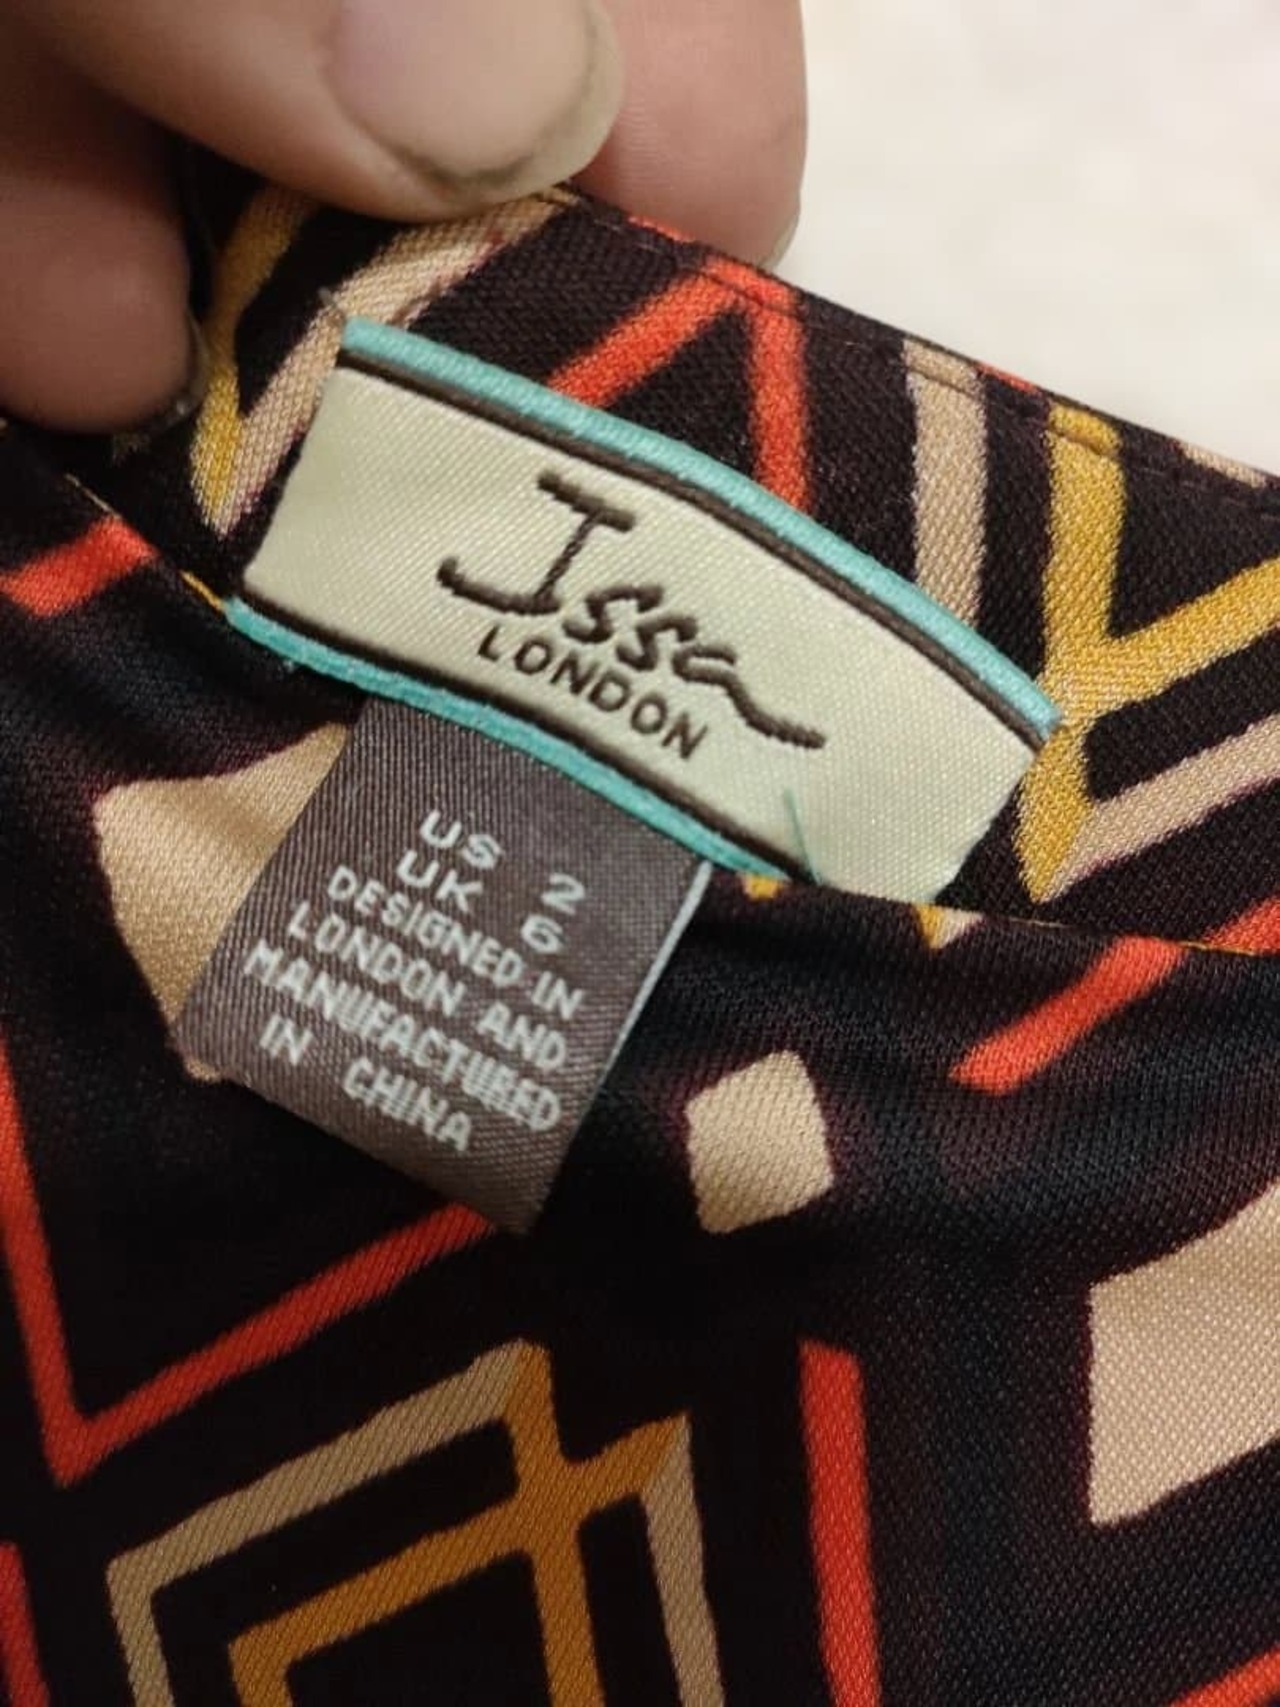 Issa
LONDON
US 2
UK 6
DESIGNED IN
LONDON AND
MANUFACTURED
IN CHINA